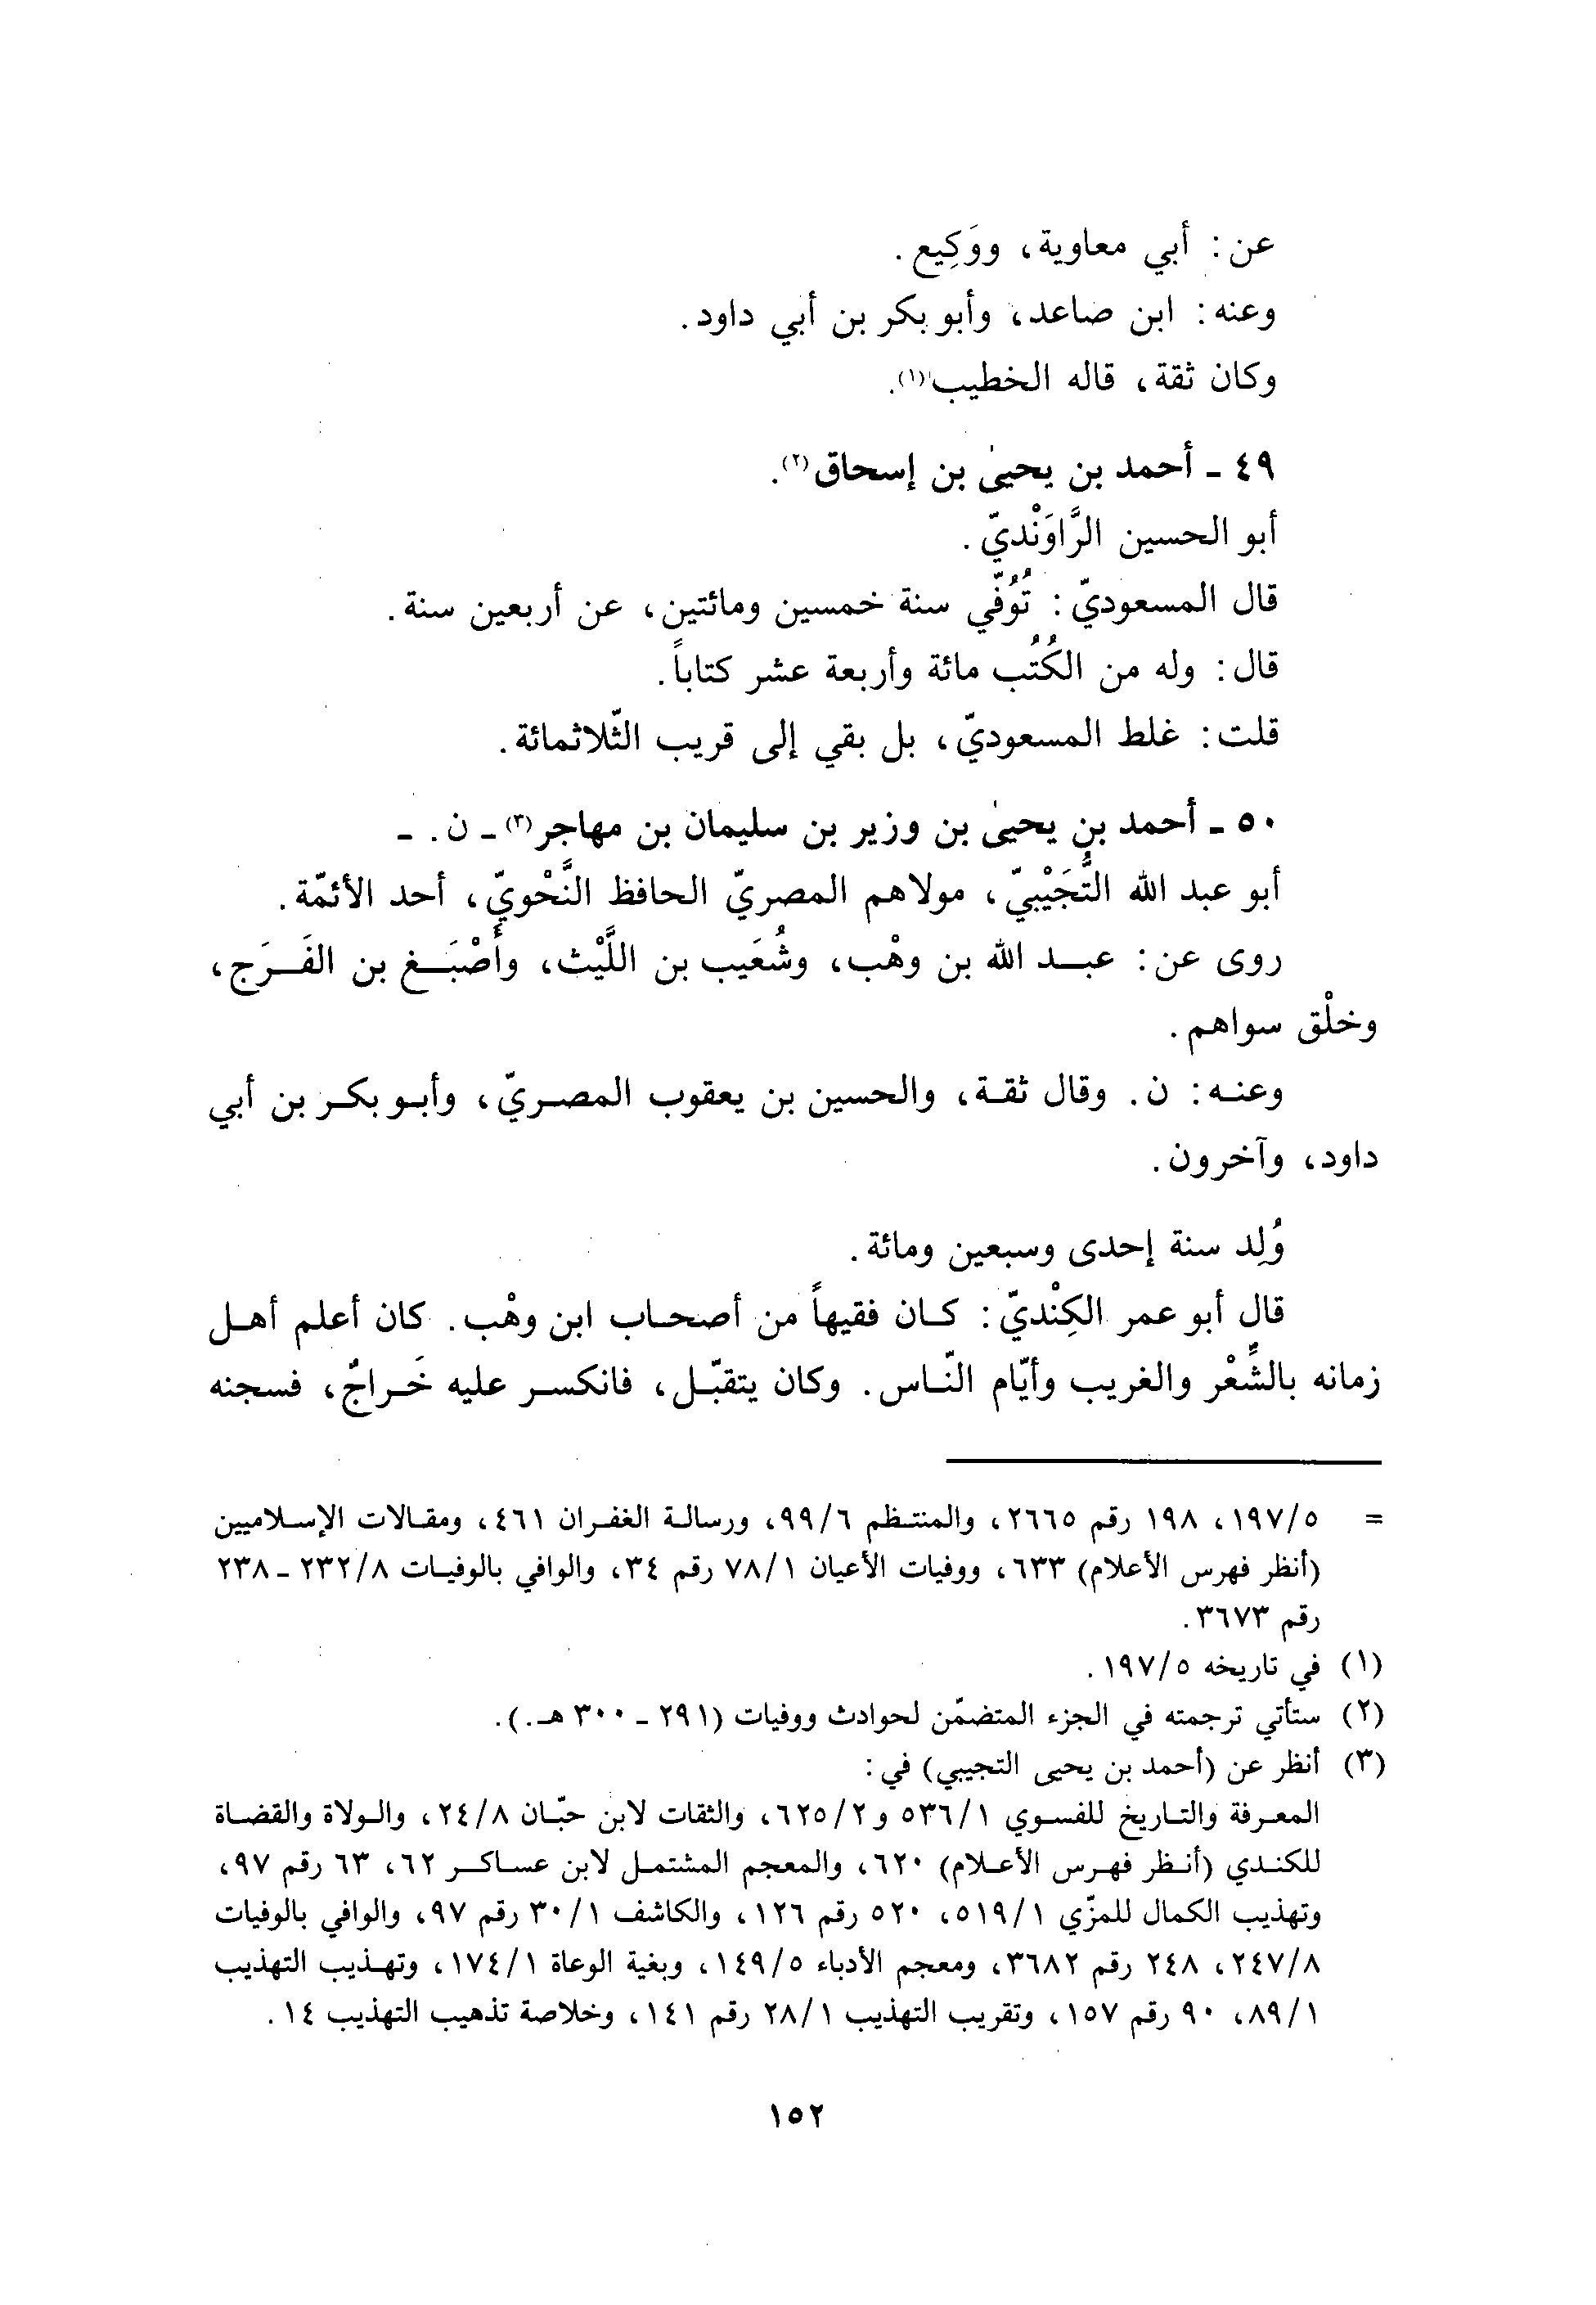 عن: أبي معاوية، ووَكِيع.
وعنه: ابن صاعد، وأبو بكر بن أبي داود.
وكان ثقة، قاله الخطيب(١).
٤٩ - أحمد بن يحيىٰ بن إسحاق(٢).
أبو الحسين الرَّاوَنْديّ.
قال المسعوديّ: تُوُفّي سنة خمسين ومائتين، عن أربعين سنة.
قال: وله من الكُتُب مائة وأربعة عشر كتاباً.
قلت: غلط المسعوديّ، بل بقي إلى قريب الثّلاثمائة.
٥٠ - أحمد بن يحيىٰ بن وزير بن سليمان بن مهاجر(٣) - ن. -
أبو عبد الله التُّجَيْبيّ، مولاهم المصريّ الحافظ النَّحْويّ، أحد الأئمّة.
روى عن: عبد الله بن وهْب، وشُعَيب بن اللَّيْث، وأَصْبَغ بن الفَرَج،
وخلْق سواهم.
وعنه: ن. وقال ثقة، والحسين بن يعقوب المصريّ، وأبو بكر بن أبي
داود، وآخرون.
وُلِد سنة إحدى وسبعين ومائة.
قال أبو عمر الكِنْديّ: كان فقيهاً من أصحاب ابن وهْب. كان أعلم أهل
زمانه بالشِّعْر والغريب وأيّام النّاس. وكان يتقبّل، فانكسر عليه خَراجٌ، فسجنه
= ١٩٧/٥، ١٩٨ رقم ٢٦٦٥، والمنتظم ٩٩/٦، ورسالة الغفران ٤٦١، ومقالات الإسلاميين
(أنظر فهرس الأعلام) ٦٣٣، ووفيات الأعيان ٧٨/١ رقم ٣٤، والوافي بالوفيات ٢٣٢/٨ - ٢٣٨
رقم ٣٦٧٣.
(١) في تاريخه ١٩٧/٥.
(٢) ستأتي ترجمته في الجزء المتضمّن لحوادث ووفيات (٢٩١ - ٣٠٠ هـ.).
(٣) أنظر عن (أحمد بن يحيى التجيبي) في:
المعرفة والتاريخ للفسوي ٥٣٦/١ و٦٢٥/٢، والثقات لابن حبّان ٢٤/٨، والولاة والقضاة
للكندي (أنظر فهرس الأعلام) ٦٢٠، والمعجم المشتمل لابن عساكر ٦٢، ٦٣ رقم ٩٧،
وتهذيب الكمال للمزّي ٥١٩/١، ٥٢٠ رقم ١٢٦، والكاشف ٣٠/١ رقم ٩٧، والوافي بالوفيات
٢٤٧/٨، ٢٤٨ رقم ٣٦٨٢، ومعجم الأدباء ١٤٩/٥، وبغية الوعاة ١٧٤/١، وتهذيب التهذيب
٨٩/١، ٩٠ رقم ١٥٧، وتقريب التهذيب ٢٨/١ رقم ١٤١، وخلاصة تذهيب التهذيب ١٤.
١٥٢